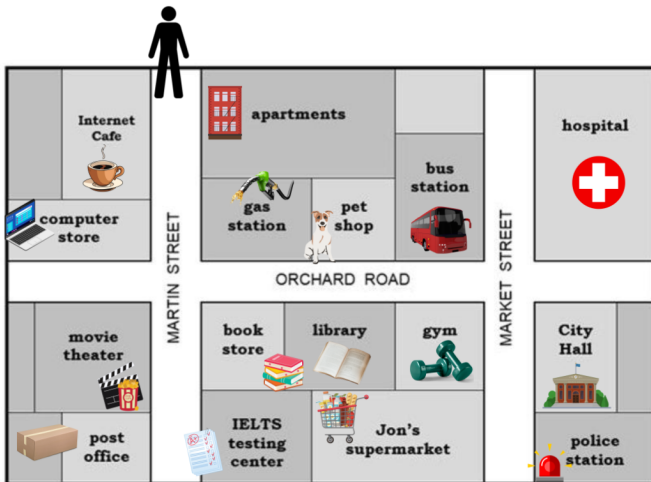 Internet
Cafe
apartments
hospital
bus
station
gas
station
pet
shop
computer
store
MARTIN STREET
ORCHARD ROAD
MARKET STREET
movie
theater
book
store
library
gym
City
Hall
post
office
IELTS
testing
center
Jon's
supermarket
police
station